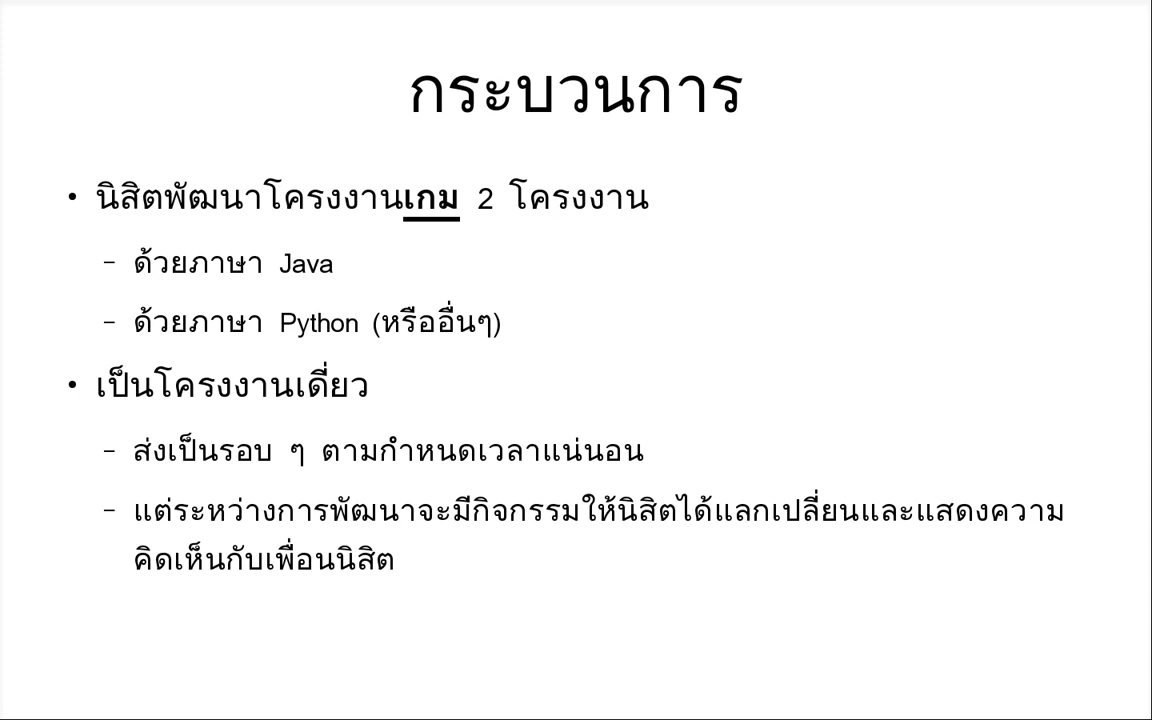 กระบวนการ
• นิสิตพัฒนาโครงงานเกม 2 โครงงาน
– ด้วยภาษา Java
– ด้วยภาษา Python (หรืออื่นๆ)
• เป็นโครงงานเดี่ยว
– ส่งเป็นรอบ ๆ ตามกำหนดเวลาแน่นอน
– แต่ระหว่างการพัฒนาจะมีกิจกรรมให้นิสิตได้แลกเปลี่ยนและแสดงความ
คิดเห็นกับเพื่อนนิสิต